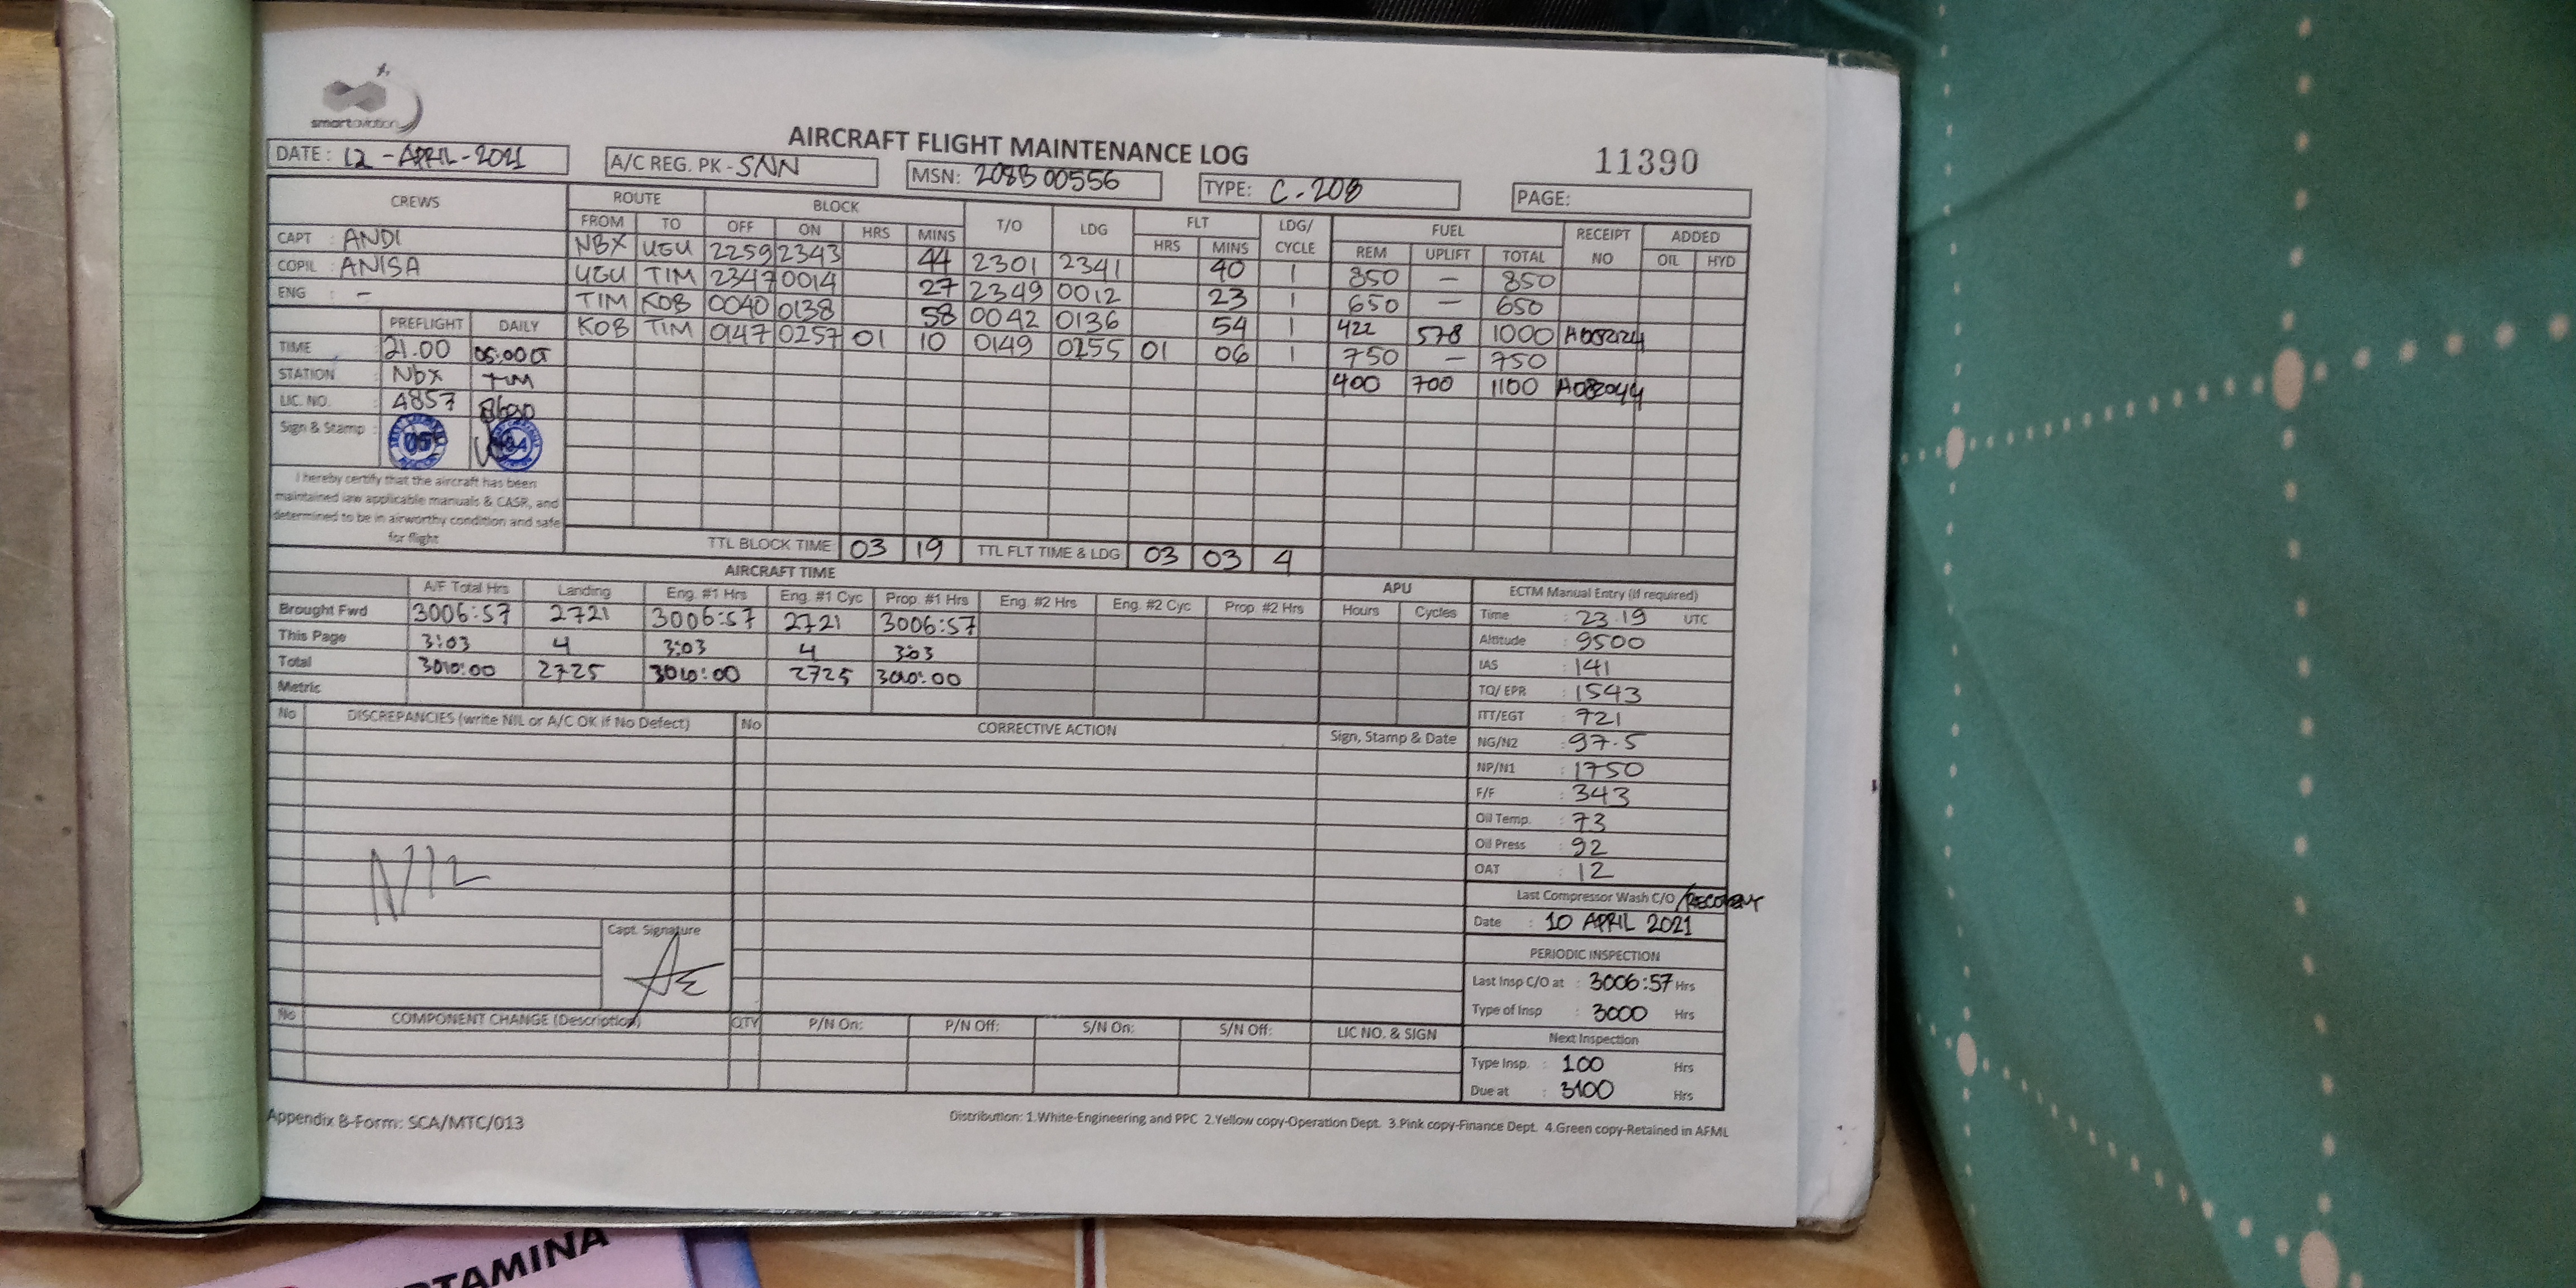 smartaviation
AIRCRAFT FLIGHT MAINTENANCE LOG
11390
DATE: 12-APRIL-2021 A/C REG. PK-SNN MSN: 208B00556 TYPE: C-208 PAGE:
CREWS ROUTE BLOCK T/O LDG FLT LDG/ CYCLE FUEL RECEIPT NO ADDED
FROM TO OFF ON HRS MINS HRS MINS REM UPLIFT TOTAL OIL HYD
CAPT : ANDI
COPIL : ANISA
ENG : -
NBX UGU 2259 2343 44 2301 2341 40 1 850 - 850
UGU TIM 2347 0014 27 2349 0012 23 1 650 - 650
TIM KOB 0040 0138 58 0042 0136 54 1 422 578 1000
KOB TIM 0147 0257 01 10 0149 0255 01 06 1 750 - 750
400 700 1100 A082044
PREFLIGHT DAILY
TIME : 21.00
STATION : Nbx TIM
LIC. NO. : 4857
Sign & Stamp :
I hereby certify that the aircraft has been
maintained iaw applicable manuals & CASR, and
determined to be in airworthy condition and safe
for flight
TTL BLOCK TIME 03 19 TTL FLT TIME & LDG 03 03 4
AIRCRAFT TIME APU
A/F Total Hrs Landing Eng. #1 Hrs Eng. #1 Cyc Prop. #1 Hrs Eng. #2 Hrs Eng. #2 Cyc Prop. #2 Hrs Hours Cycles
Brought Fwd 3006:57 2721 3006:57 2721 3006:57
This Page 3:03 4 3:03 4 3:03
Total 3010:00 2725 3010:00 2725 3010:00
Metric
ECTM Manual Entry (if required)
Time : 23.19 UTC
Altitude : 9500
IAS : 141
TQ/ EPR : 1543
ITT/EGT : 721
NG/N2 : 97.5
NP/N1 : 1750
F/F : 343
Oil Temp. : 73
Oil Press : 92
OAT : 12
Last Compressor Wash C/O /RECOVERY
Date : 10 APRIL 2021
PERIODIC INSPECTION
Last Insp C/O at : 3006:57 Hrs
Type of Insp : 3000 Hrs
Next Inspection
Type Insp. : 100 Hrs
Due at : 3100 Hrs
No DISCREPANCIES (write NIL or A/C OK if No Defect) No CORRECTIVE ACTION Sign, Stamp & Date
NIL
Capt. Signature
No COMPONENT CHANGE (Description) QTY P/N On: P/N Off: S/N On: S/N Off: LIC NO. & SIGN
Appendix B-Form: SCA/MTC/013
Distribution: 1.White-Engineering and PPC 2.Yellow copy-Operation Dept. 3.Pink copy-Finance Dept. 4.Green copy-Retained in AFML